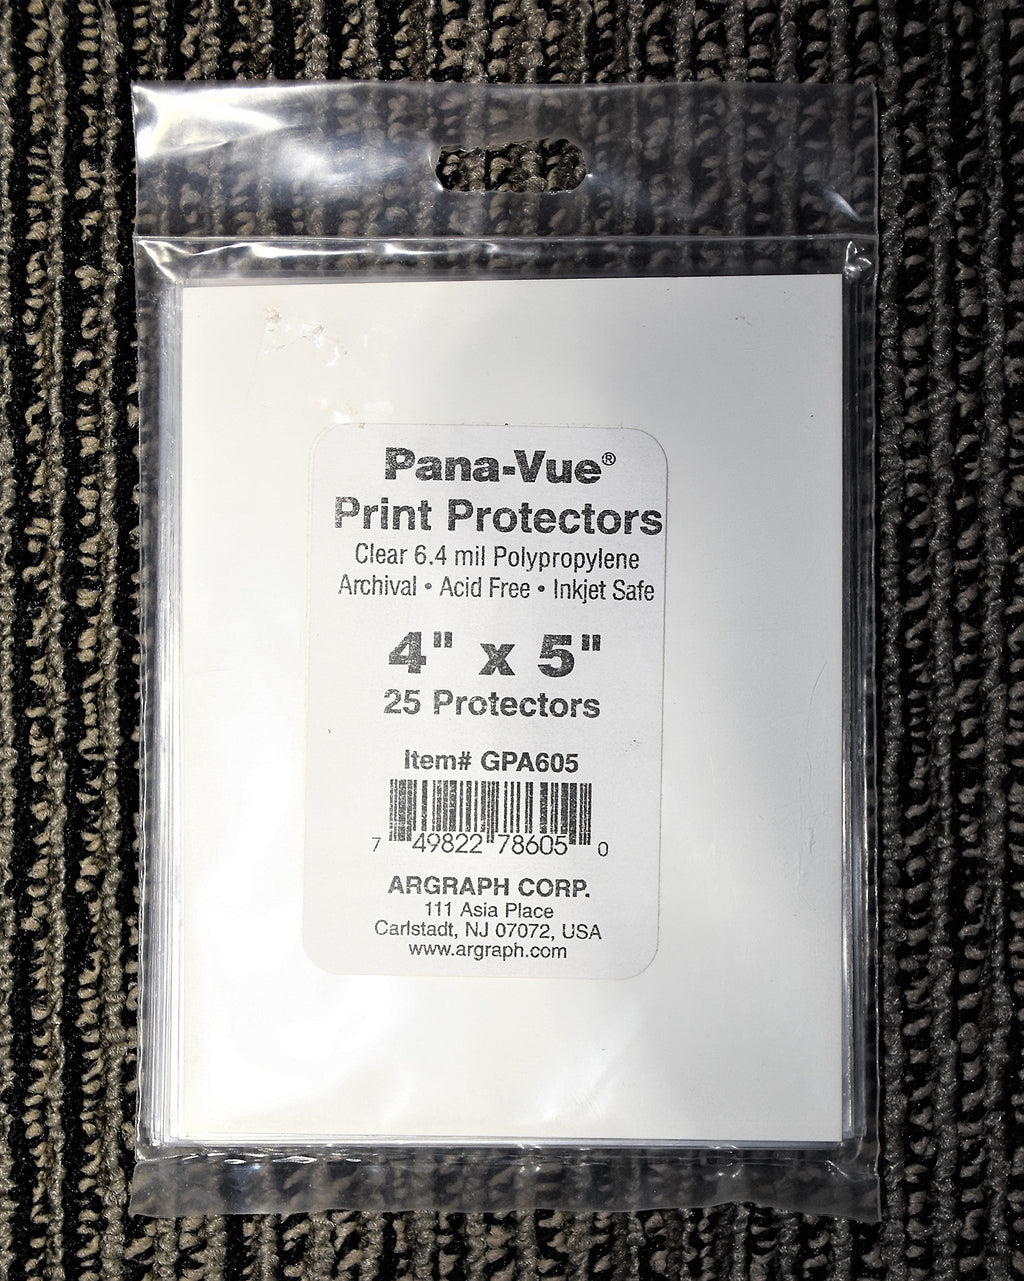 Pana-Vue®
Print Protectors
Clear 6.4 mil Polypropylene
Archival • Acid Free • Inkjet Safe
4" x 5"
25 Protectors
Item# GPA605
7 49822 78605 0
ARGRAPH CORP.
111 Asia Place
Carlstadt, NJ 07072, USA
www.argraph.com